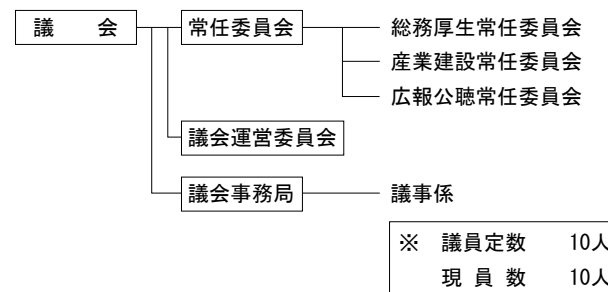 議　会　常任委員会　総務厚生常任委員会
産業建設常任委員会
広報公聴常任委員会
議会運営委員会
議会事務局　議事係
※　議員定数　10人
現 員 数　10人